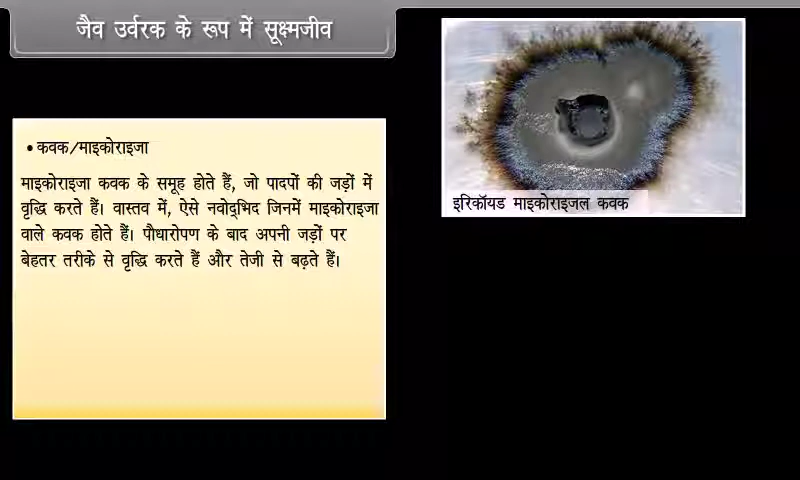 जैव उर्वरक के रूप में सूक्ष्मजीव
• कवक/माइकोराइजा
माइकोराइजा कवक के समूह होते हैं, जो पादपों की जड़ों में
वृद्धि करते हैं। वास्तव में, ऐसे नवोद्भिद जिनमें माइकोराइजा
वाले कवक होते हैं। पौधारोपण के बाद अपनी जड़ों पर
बेहतर तरीके से वृद्धि करते हैं और तेजी से बढ़ते हैं।
इरिकॉयड माइकोराइजल कवक